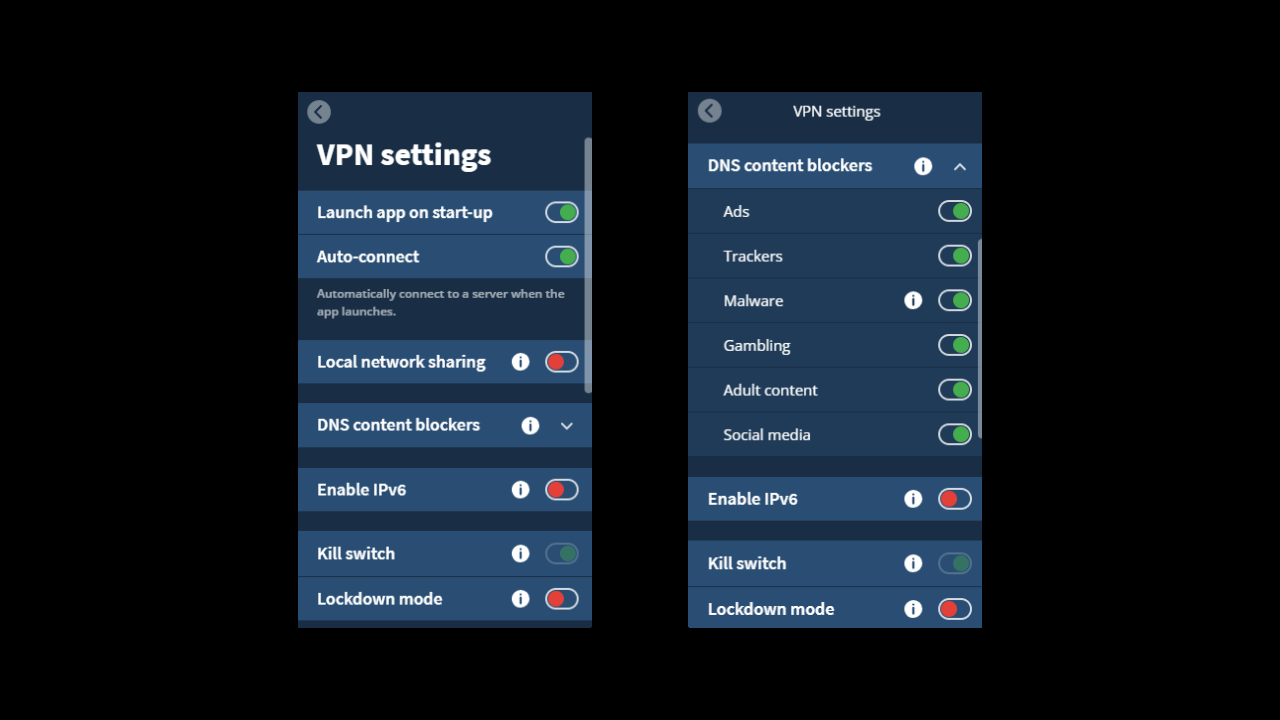 VPN settings
Launch app on start-up
Auto-connect
Automatically connect to a server when the
app launches.
Local network sharing
DNS content blockers
Enable IPv6
Kill switch
Lockdown mode
VPN settings
DNS content blockers
Ads
Trackers
Malware
Gambling
Adult content
Social media
Enable IPv6
Kill switch
Lockdown mode